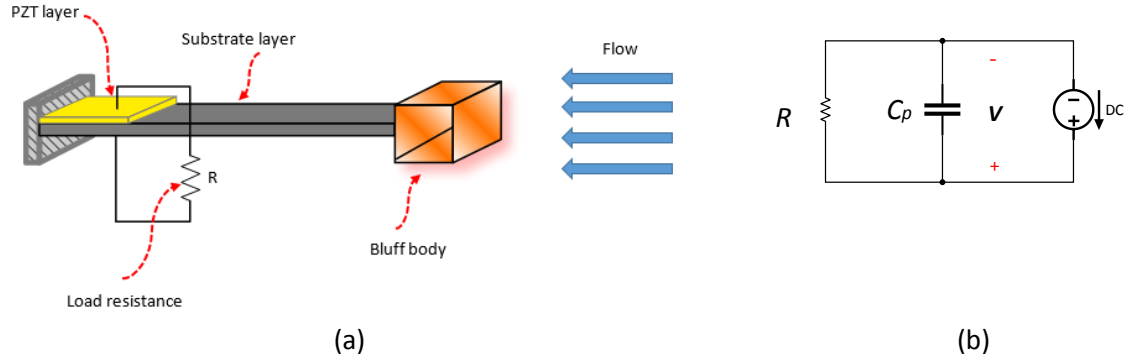 PZT layer
Substrate layer
Flow
R
Load resistance
Bluff body
(a)
R
Cp
v
-
+
-
+
DC
(b)